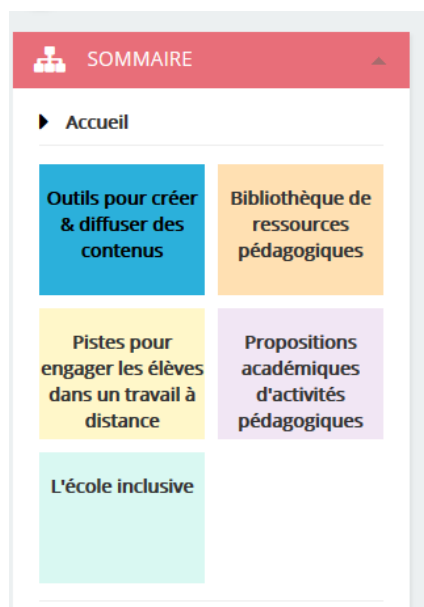 SOMMAIRE
Accueil
Outils pour créer
& diffuser des
contenus
Bibliothèque de
ressources
pédagogiques
Pistes pour
engager les élèves
dans un travail à
distance
Propositions
académiques
d'activités
pédagogiques
L'école inclusive